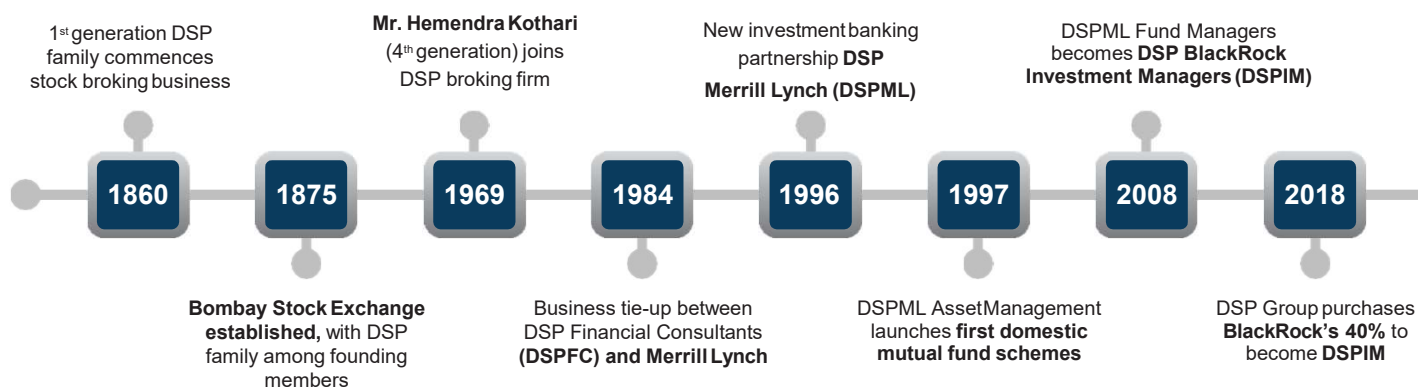 1st generation DSP
family commences
stock broking business
Mr. Hemendra Kothari
(4th generation) joins
DSP broking firm
New investment banking
partnership DSP
Merrill Lynch (DSPML)
DSPML Fund Managers
becomes DSP BlackRock
Investment Managers (DSPIM)
1860
1875
1969
1984
1996
1997
2008
2018
Bombay Stock Exchange
established, with DSP
family among founding
members
Business tie-up between
DSP Financial Consultants
(DSPFC) and Merrill Lynch
DSPML AssetManagement
launches first domestic
mutual fund schemes
DSP Group purchases
BlackRock's 40% to
become DSPIM